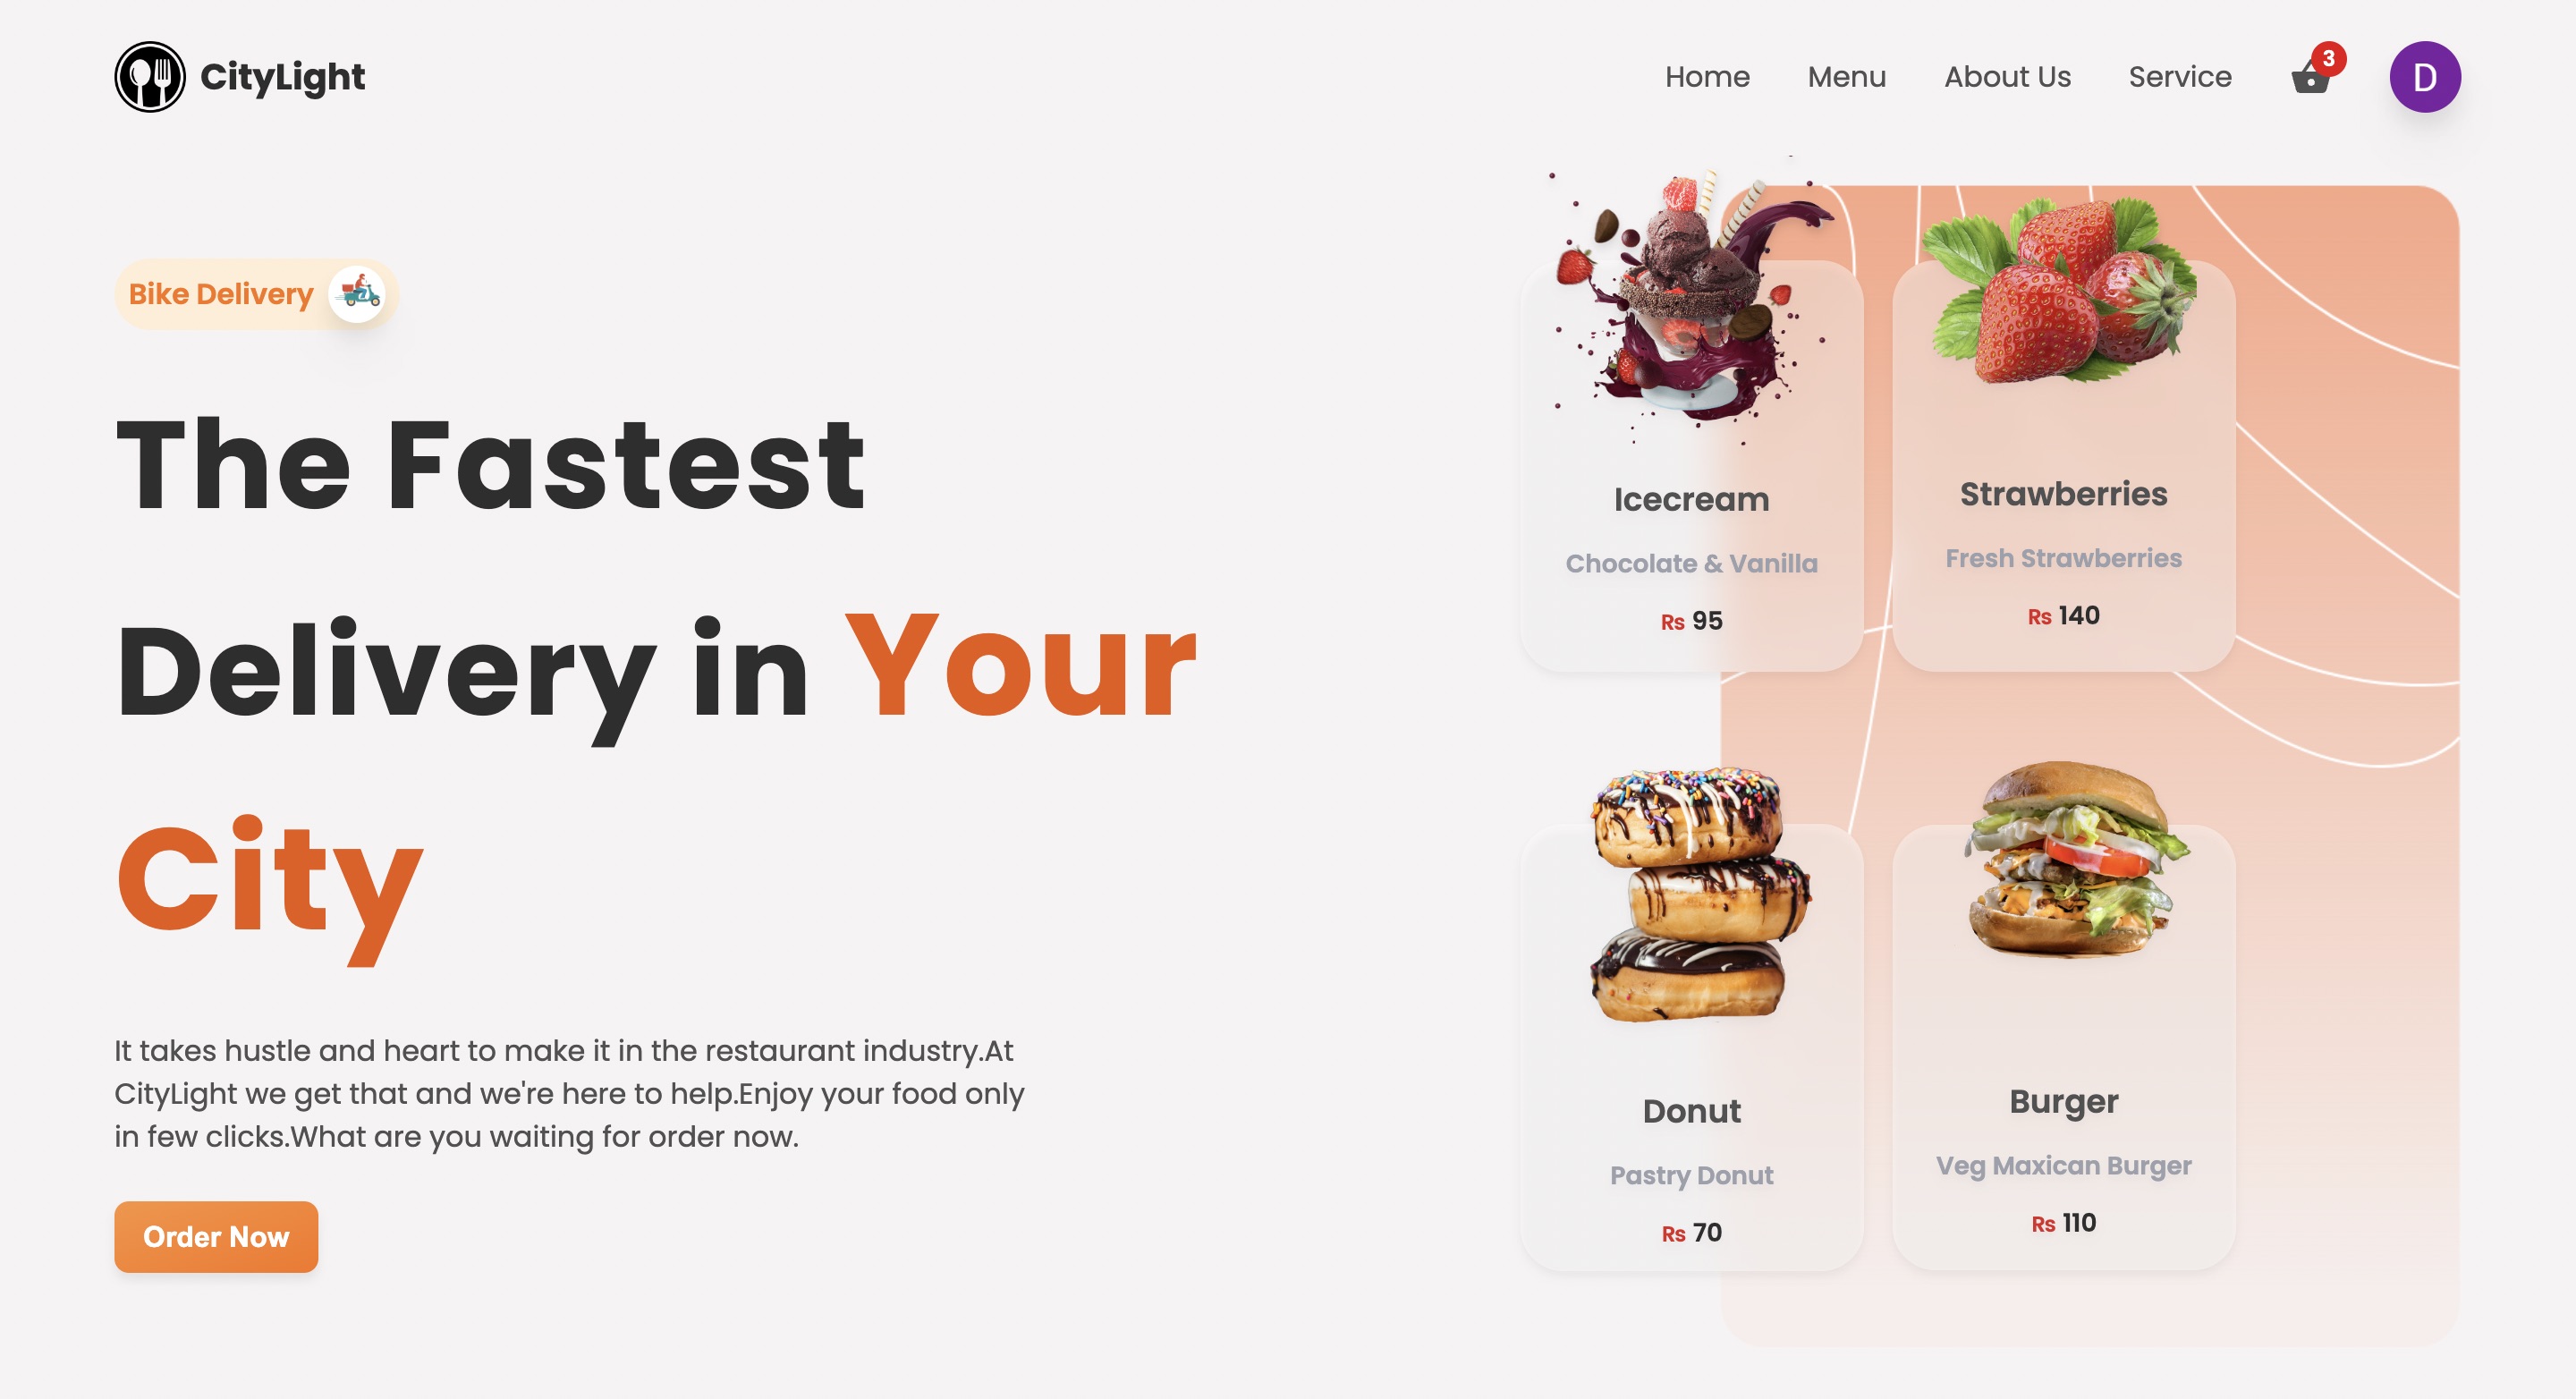 CityLight
Home
Menu
About Us
Service
3
D
Bike Delivery
The Fastest
Delivery in Your
City
It takes hustle and heart to make it in the restaurant industry.At
CityLight we get that and we're here to help.Enjoy your food only
in few clicks.What are you waiting for order now.
Order Now
Icecream
Chocolate & Vanilla
₨ 95
Strawberries
Fresh Strawberries
₨ 140
Donut
Pastry Donut
₨ 70
Burger
Veg Maxican Burger
₨ 110